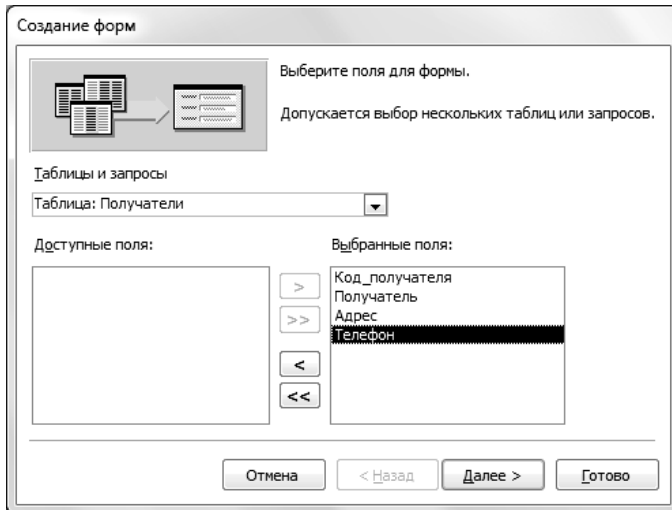 Создание форм
Выберите поля для формы.
Допускается выбор нескольких таблиц или запросов.
Таблицы и запросы
Таблица: Получатели
Доступные поля:
Выбранные поля:
>
>>
<
<<
Код_получателя
Получатель
Адрес
Телефон
Отмена
< Назад
Далее >
Готово